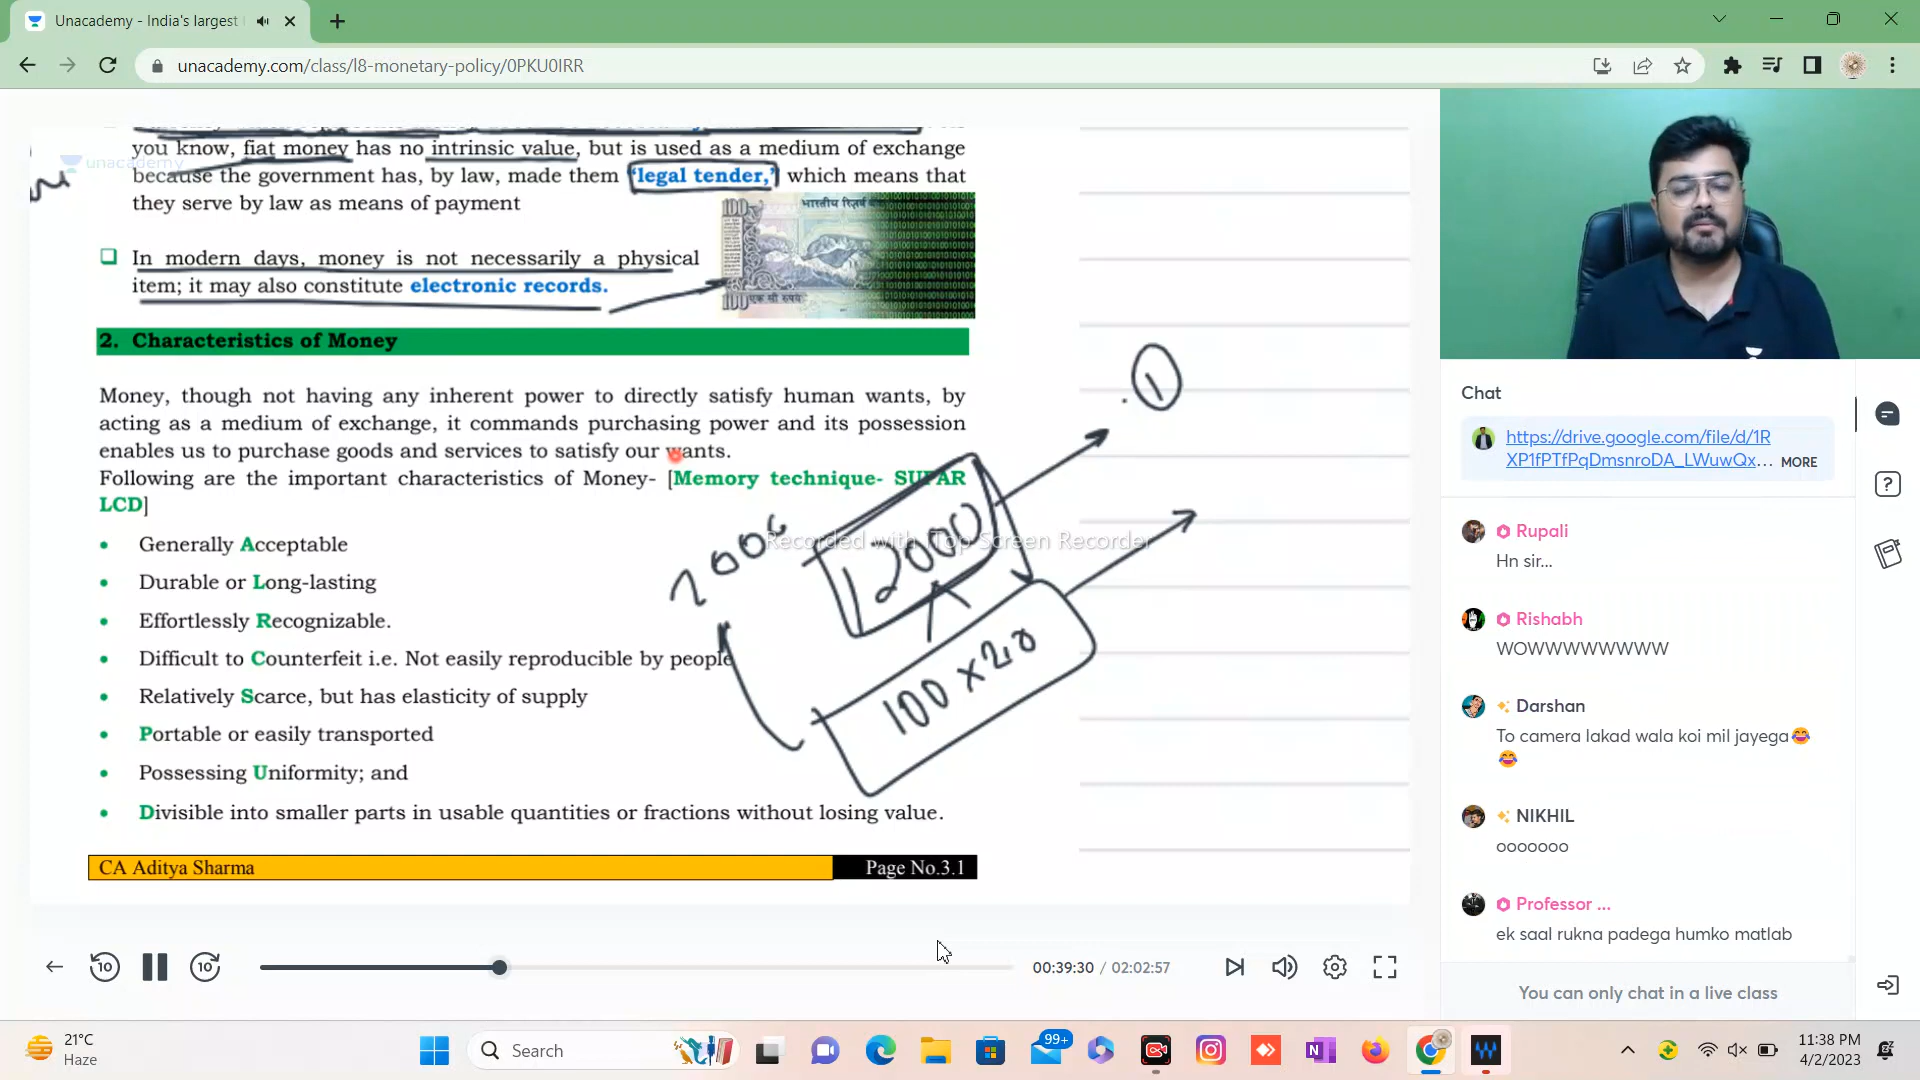 Unacademy - India's largest
unacademy.com/class/l8-monetary-policy/0PKU0IRR
you know, fiat money has no intrinsic value, but is used as a medium of exchange
unacademy
because the government has, by law, made them "legal tender," which means that
they serve by law as means of payment
100
भारतीय रिज़र्व
In modern days, money is not necessarily a physical
item; it may also constitute electronic records.
100 एक सौ रुपये
2. Characteristics of Money
Money, though not having any inherent power to directly satisfy human wants, by
acting as a medium of exchange, it commands purchasing power and its possession
enables us to purchase goods and services to satisfy our wants.
Following are the important characteristics of Money- [Memory technique- SUPAR
LCD]
Generally Acceptable
Durable or Long-lasting
Effortlessly Recognizable.
Difficult to Counterfeit i.e. Not easily reproducible by people
Relatively Scarce, but has elasticity of supply
Portable or easily transported
Possessing Uniformity; and
Divisible into smaller parts in usable quantities or fractions without losing value.
1
2000
12000
100 x 20
Recorded with iTop Screen Recorder
CA Aditya Sharma
Page No.3.1
10
10
00:39:30 / 02:02:57
Chat
https://drive.google.com/file/d/1R
XP1fPTfPqDmsnroDA_LWuwQx... MORE
Rupali
Hn sir...
Rishabh
WOWWWWWWWW
Darshan
To camera lakad wala koi mil jayega😂
😂
NIKHIL
ooooooo
Professor ...
ek saal rukna padega humko matlab
You can only chat in a live class
21°C
Haze
Search
99+
11:38 PM
4/2/2023